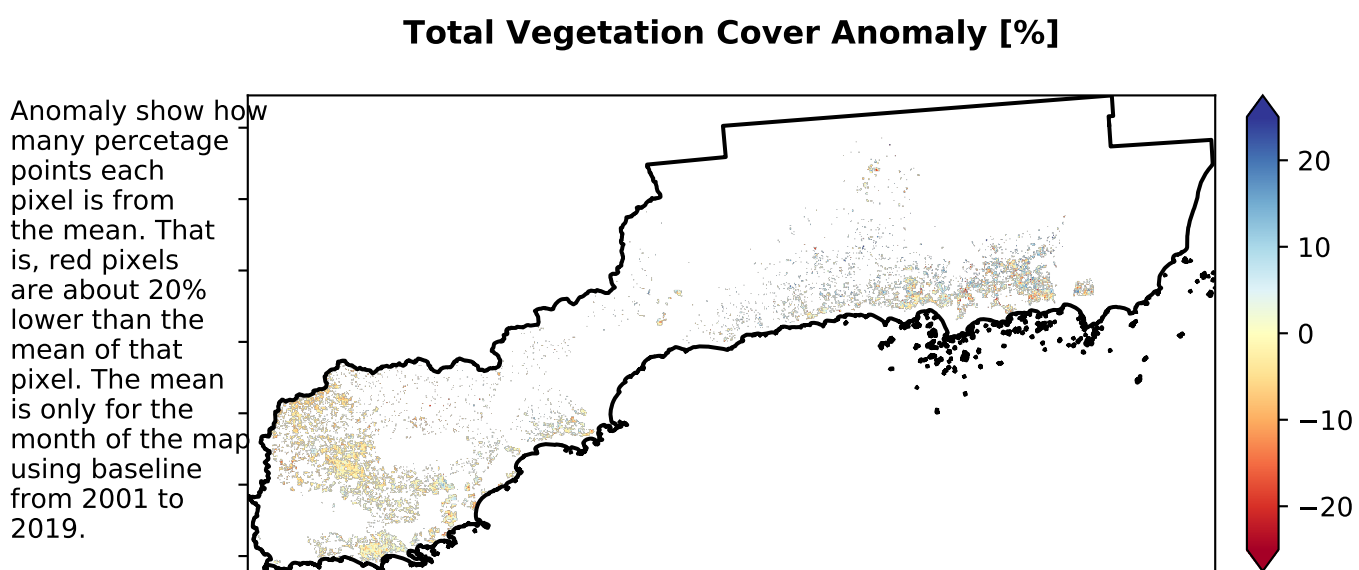 Total Vegetation Cover Anomaly [%]
Anomaly show how
many percetage
points each
pixel is from
the mean. That
is, red pixels
are about 20%
lower than the
mean of that
pixel. The mean
is only for the
month of the map
using baseline
from 2001 to
2019.
20
10
0
−10
−20